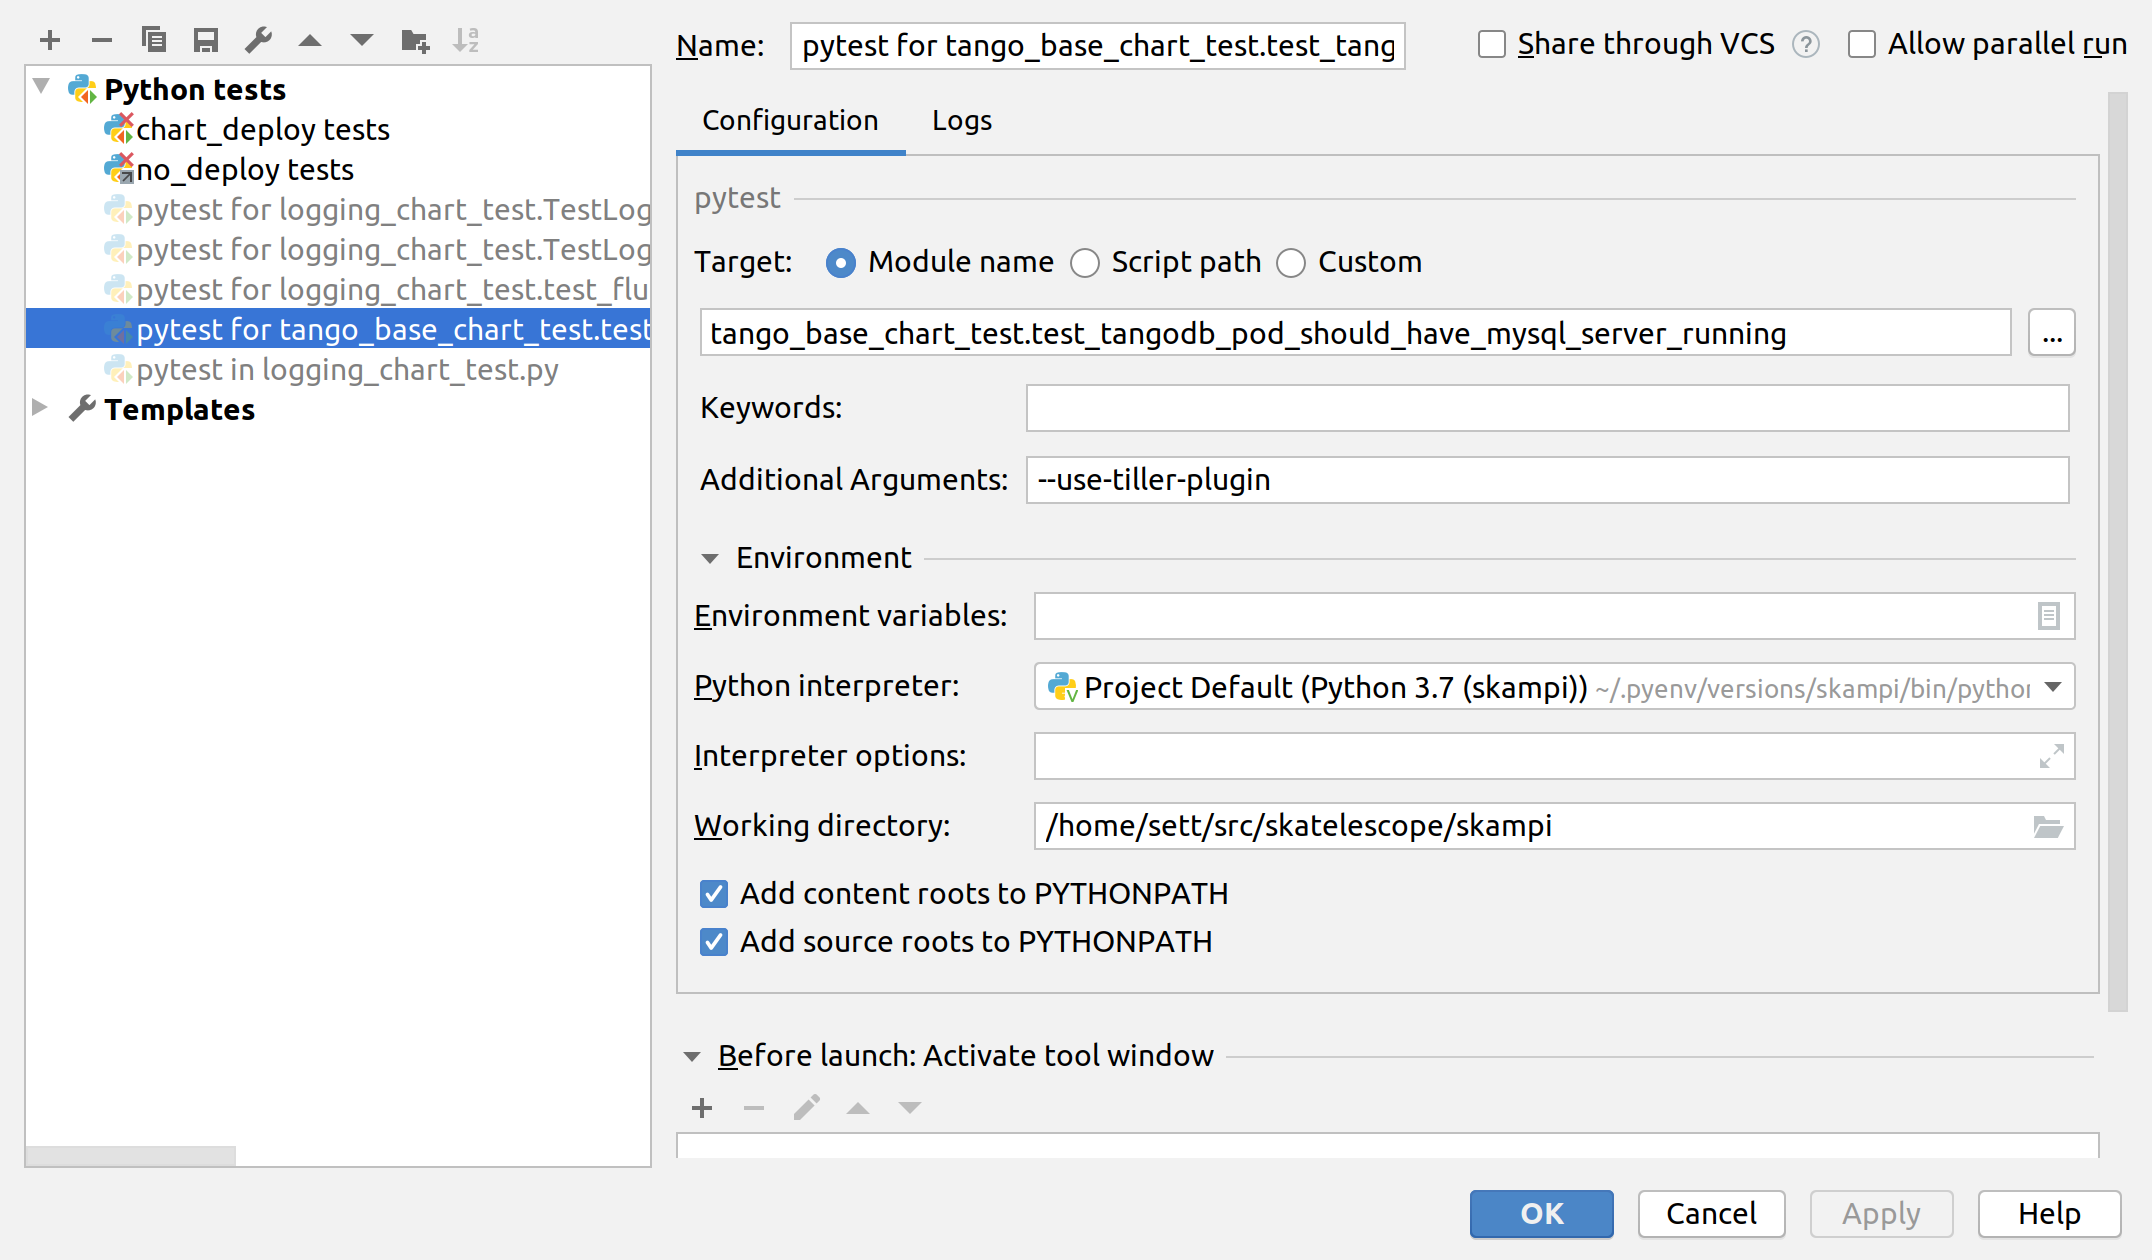 Name: pytest for tango_base_chart_test.test_tang Share through VCS ? Allow parallel run
Python tests
chart_deploy tests
no_deploy tests
pytest for logging_chart_test.TestLog
pytest for logging_chart_test.TestLog
pytest for logging_chart_test.test_flu
pytest for tango_base_chart_test.test
pytest in logging_chart_test.py
Templates
Configuration Logs
pytest
Target: Module name Script path Custom
tango_base_chart_test.test_tangodb_pod_should_have_mysql_server_running ...
Keywords:
Additional Arguments: --use-tiller-plugin
Environment
Environment variables:
Python interpreter: Project Default (Python 3.7 (skampi)) ~/.pyenv/versions/skampi/bin/python
Interpreter options:
Working directory: /home/sett/src/skatelescope/skampi
Add content roots to PYTHONPATH
Add source roots to PYTHONPATH
Before launch: Activate tool window
OK Cancel Apply Help